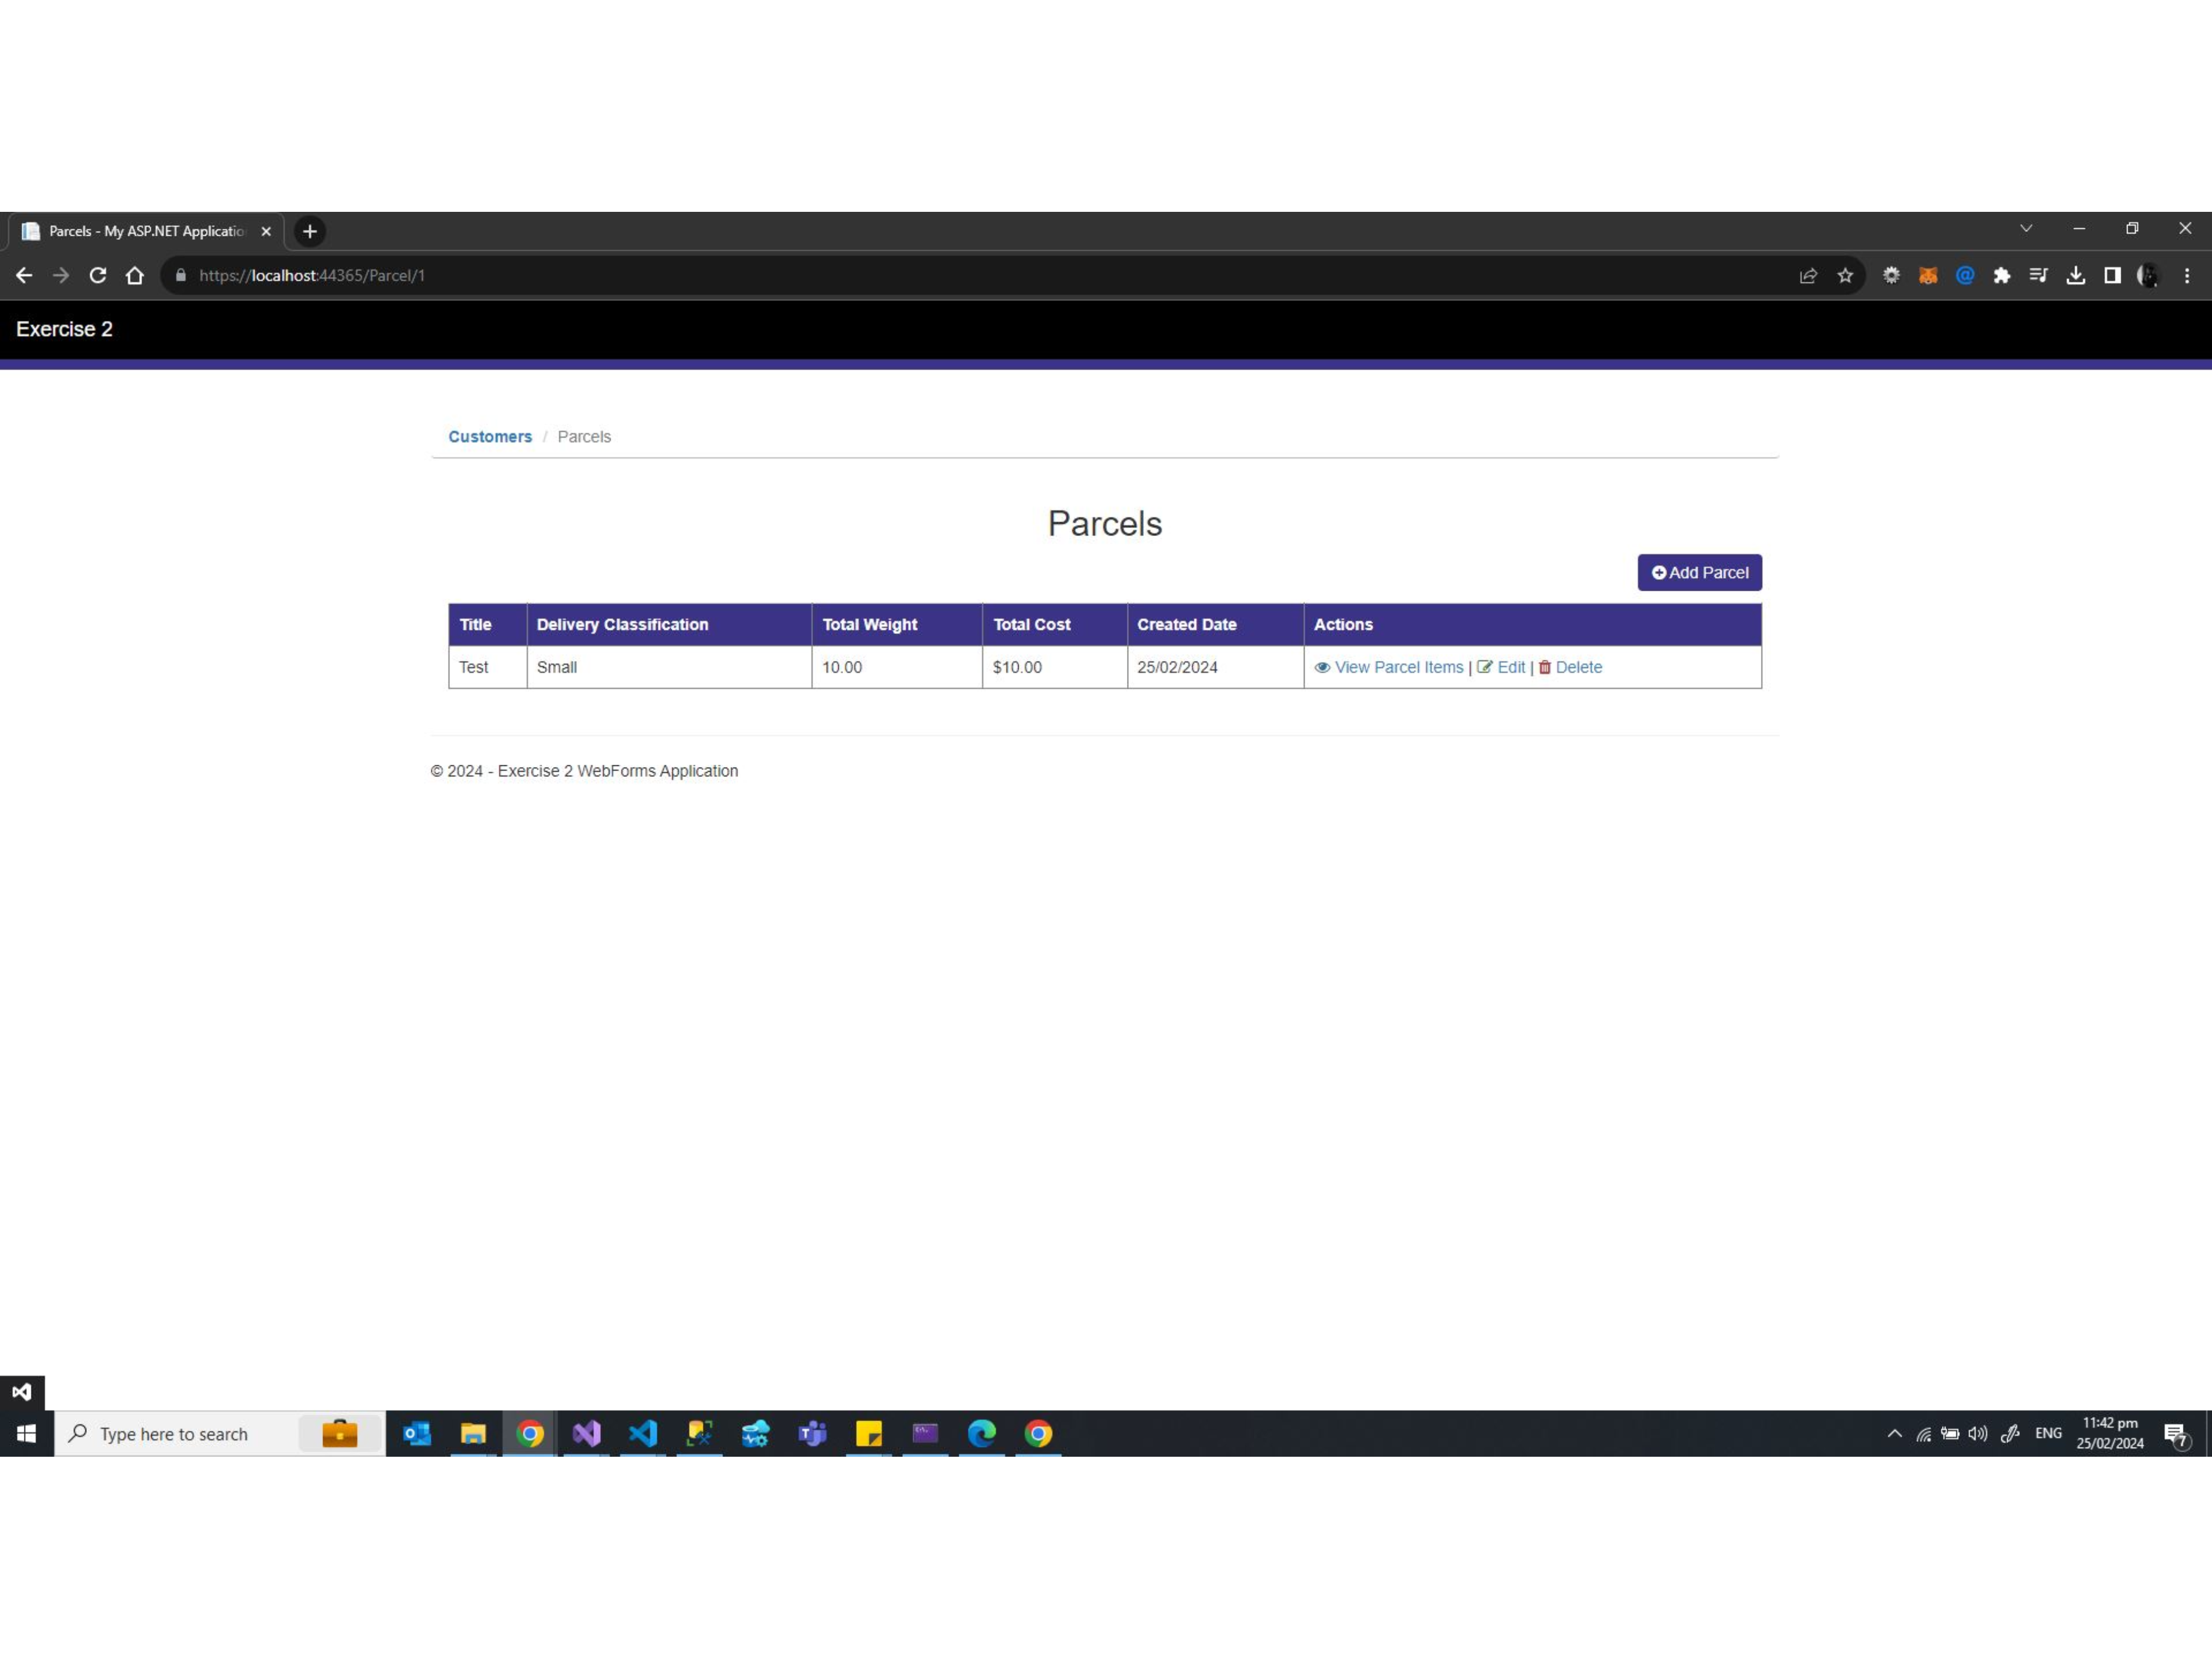 Parcels - My ASP.NET Applicatio
https://localhost:44365/Parcel/1
Exercise 2
Customers / Parcels
Parcels
Add Parcel
Title Delivery Classification Total Weight Total Cost Created Date Actions
Test Small 10.00 $10.00 25/02/2024 View Parcel Items | Edit | Delete
© 2024 - Exercise 2 WebForms Application
Type here to search
ENG
11:42 pm
25/02/2024
7